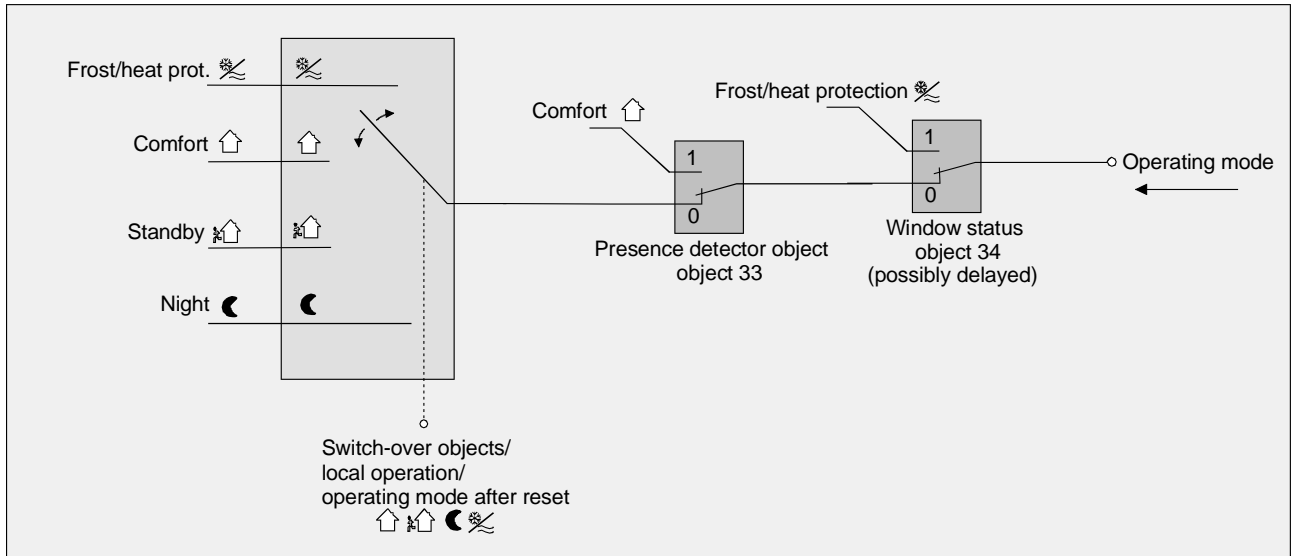 Frost/heat prot.
Comfort
Standby
Night
Switch-over objects/
local operation/
operating mode after reset
Comfort
1
0
Presence detector object
object 33
Frost/heat protection
1
0
Window status
object 34
(possibly delayed)
Operating mode